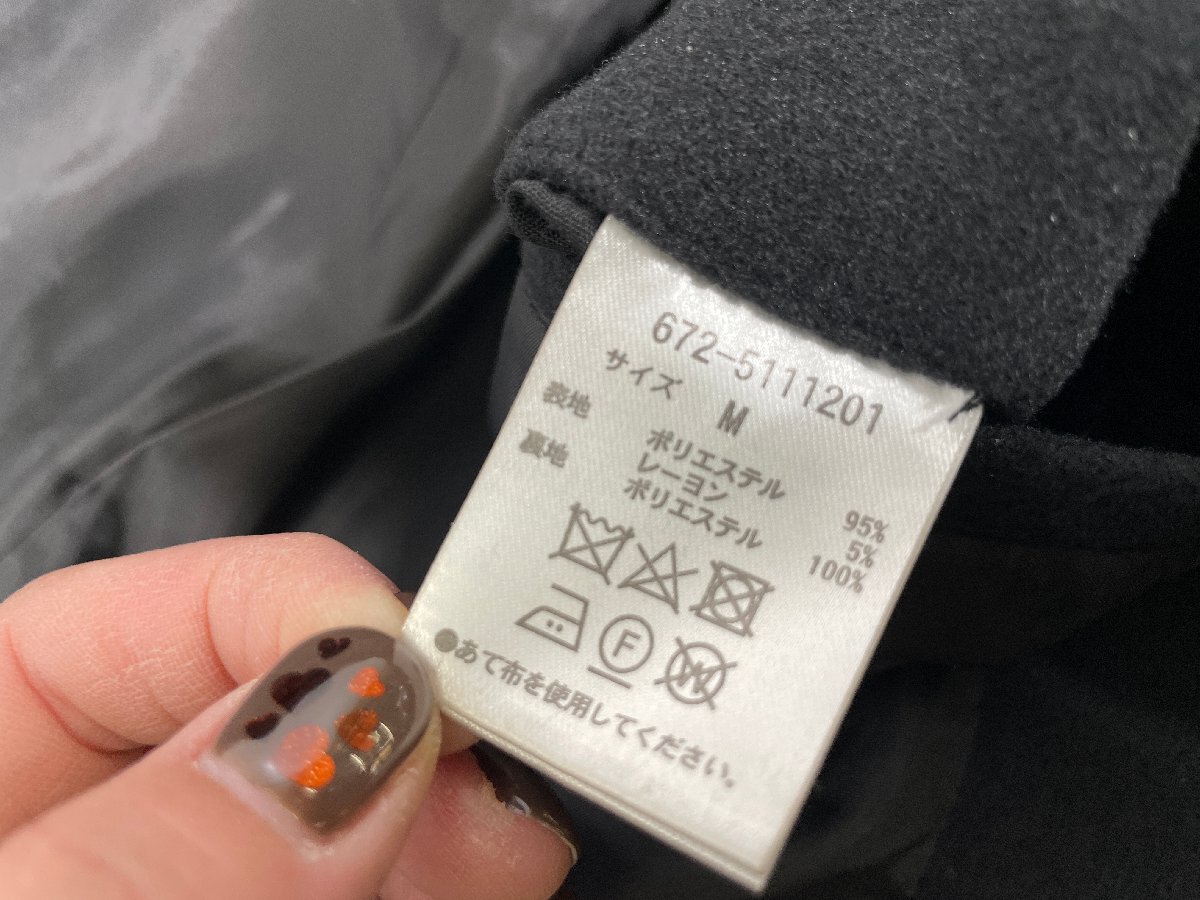 672-5111201
サイズ M
表地 ポリエステル 95%
レーヨン 5%
裏地 ポリエステル 100%
F W
●あて布を使用してください。